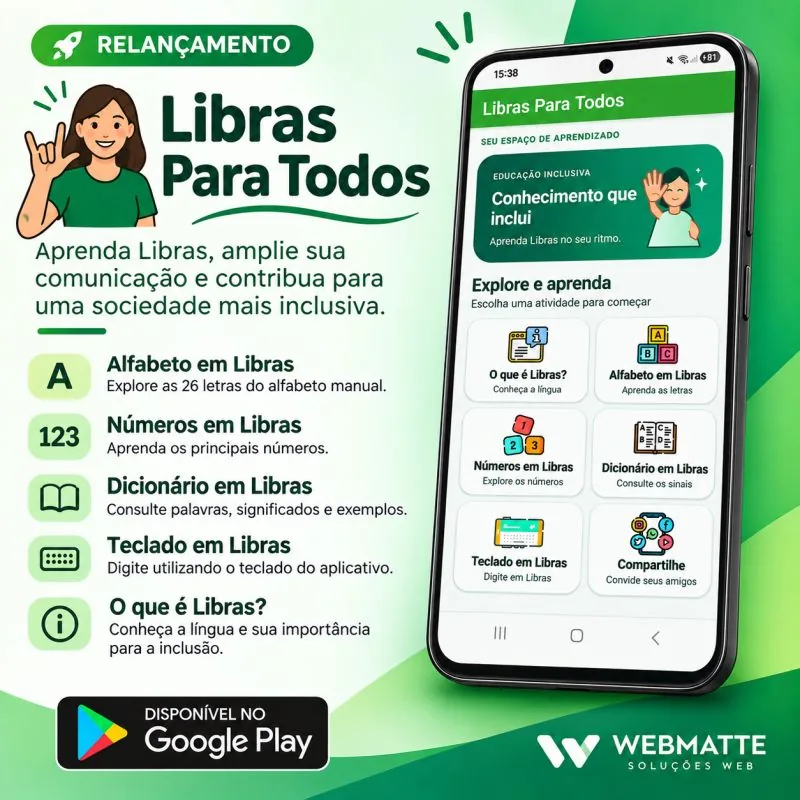 RELANÇAMENTO
Libras
Para Todos
Aprenda Libras, amplie sua
comunicação e contribua para
uma sociedade mais inclusiva.
A
Alfabeto em Libras
Explore as 26 letras do alfabeto manual.
123
Números em Libras
Aprenda os principais números.
Dicionário em Libras
Consulte palavras, significados e exemplos.
Teclado em Libras
Digite utilizando o teclado do aplicativo.
O que é Libras?
Conheça a língua e sua importância
para a inclusão.
DISPONÍVEL NO
Google Play
15:38
81
Libras Para Todos
SEU ESPAÇO DE APRENDIZADO
EDUCAÇÃO INCLUSIVA
Conhecimento que
inclui
Aprenda Libras no seu ritmo.
Explore e aprenda
Escolha uma atividade para começar
O que é Libras?
Conheça a língua
A
B C
Alfabeto em Libras
Aprenda as letras
1
2 3
Números em Libras
Explore os números
A C
B D
Dicionário em Libras
Consulte os sinais
Teclado em Libras
Digite em Libras
Compartilhe
Convide seus amigos
WEBMATTE
SOLUÇÕES WEB